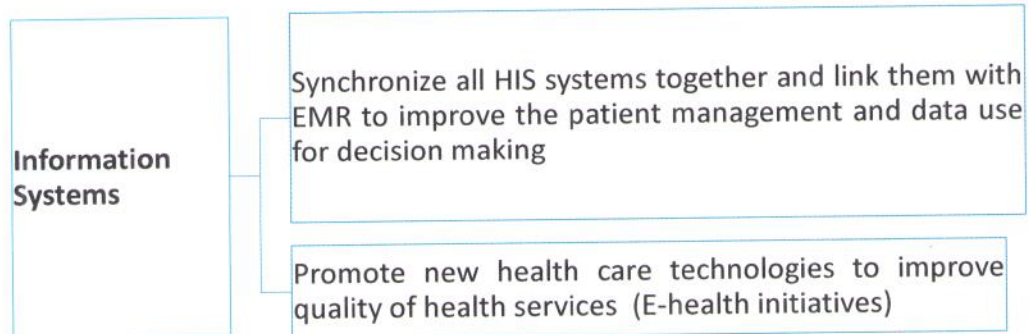 Information
Systems
Synchronize all HIS systems together and link them with
EMR to improve the patient management and data use
for decision making
Promote new health care technologies to improve
quality of health services (E-health initiatives)